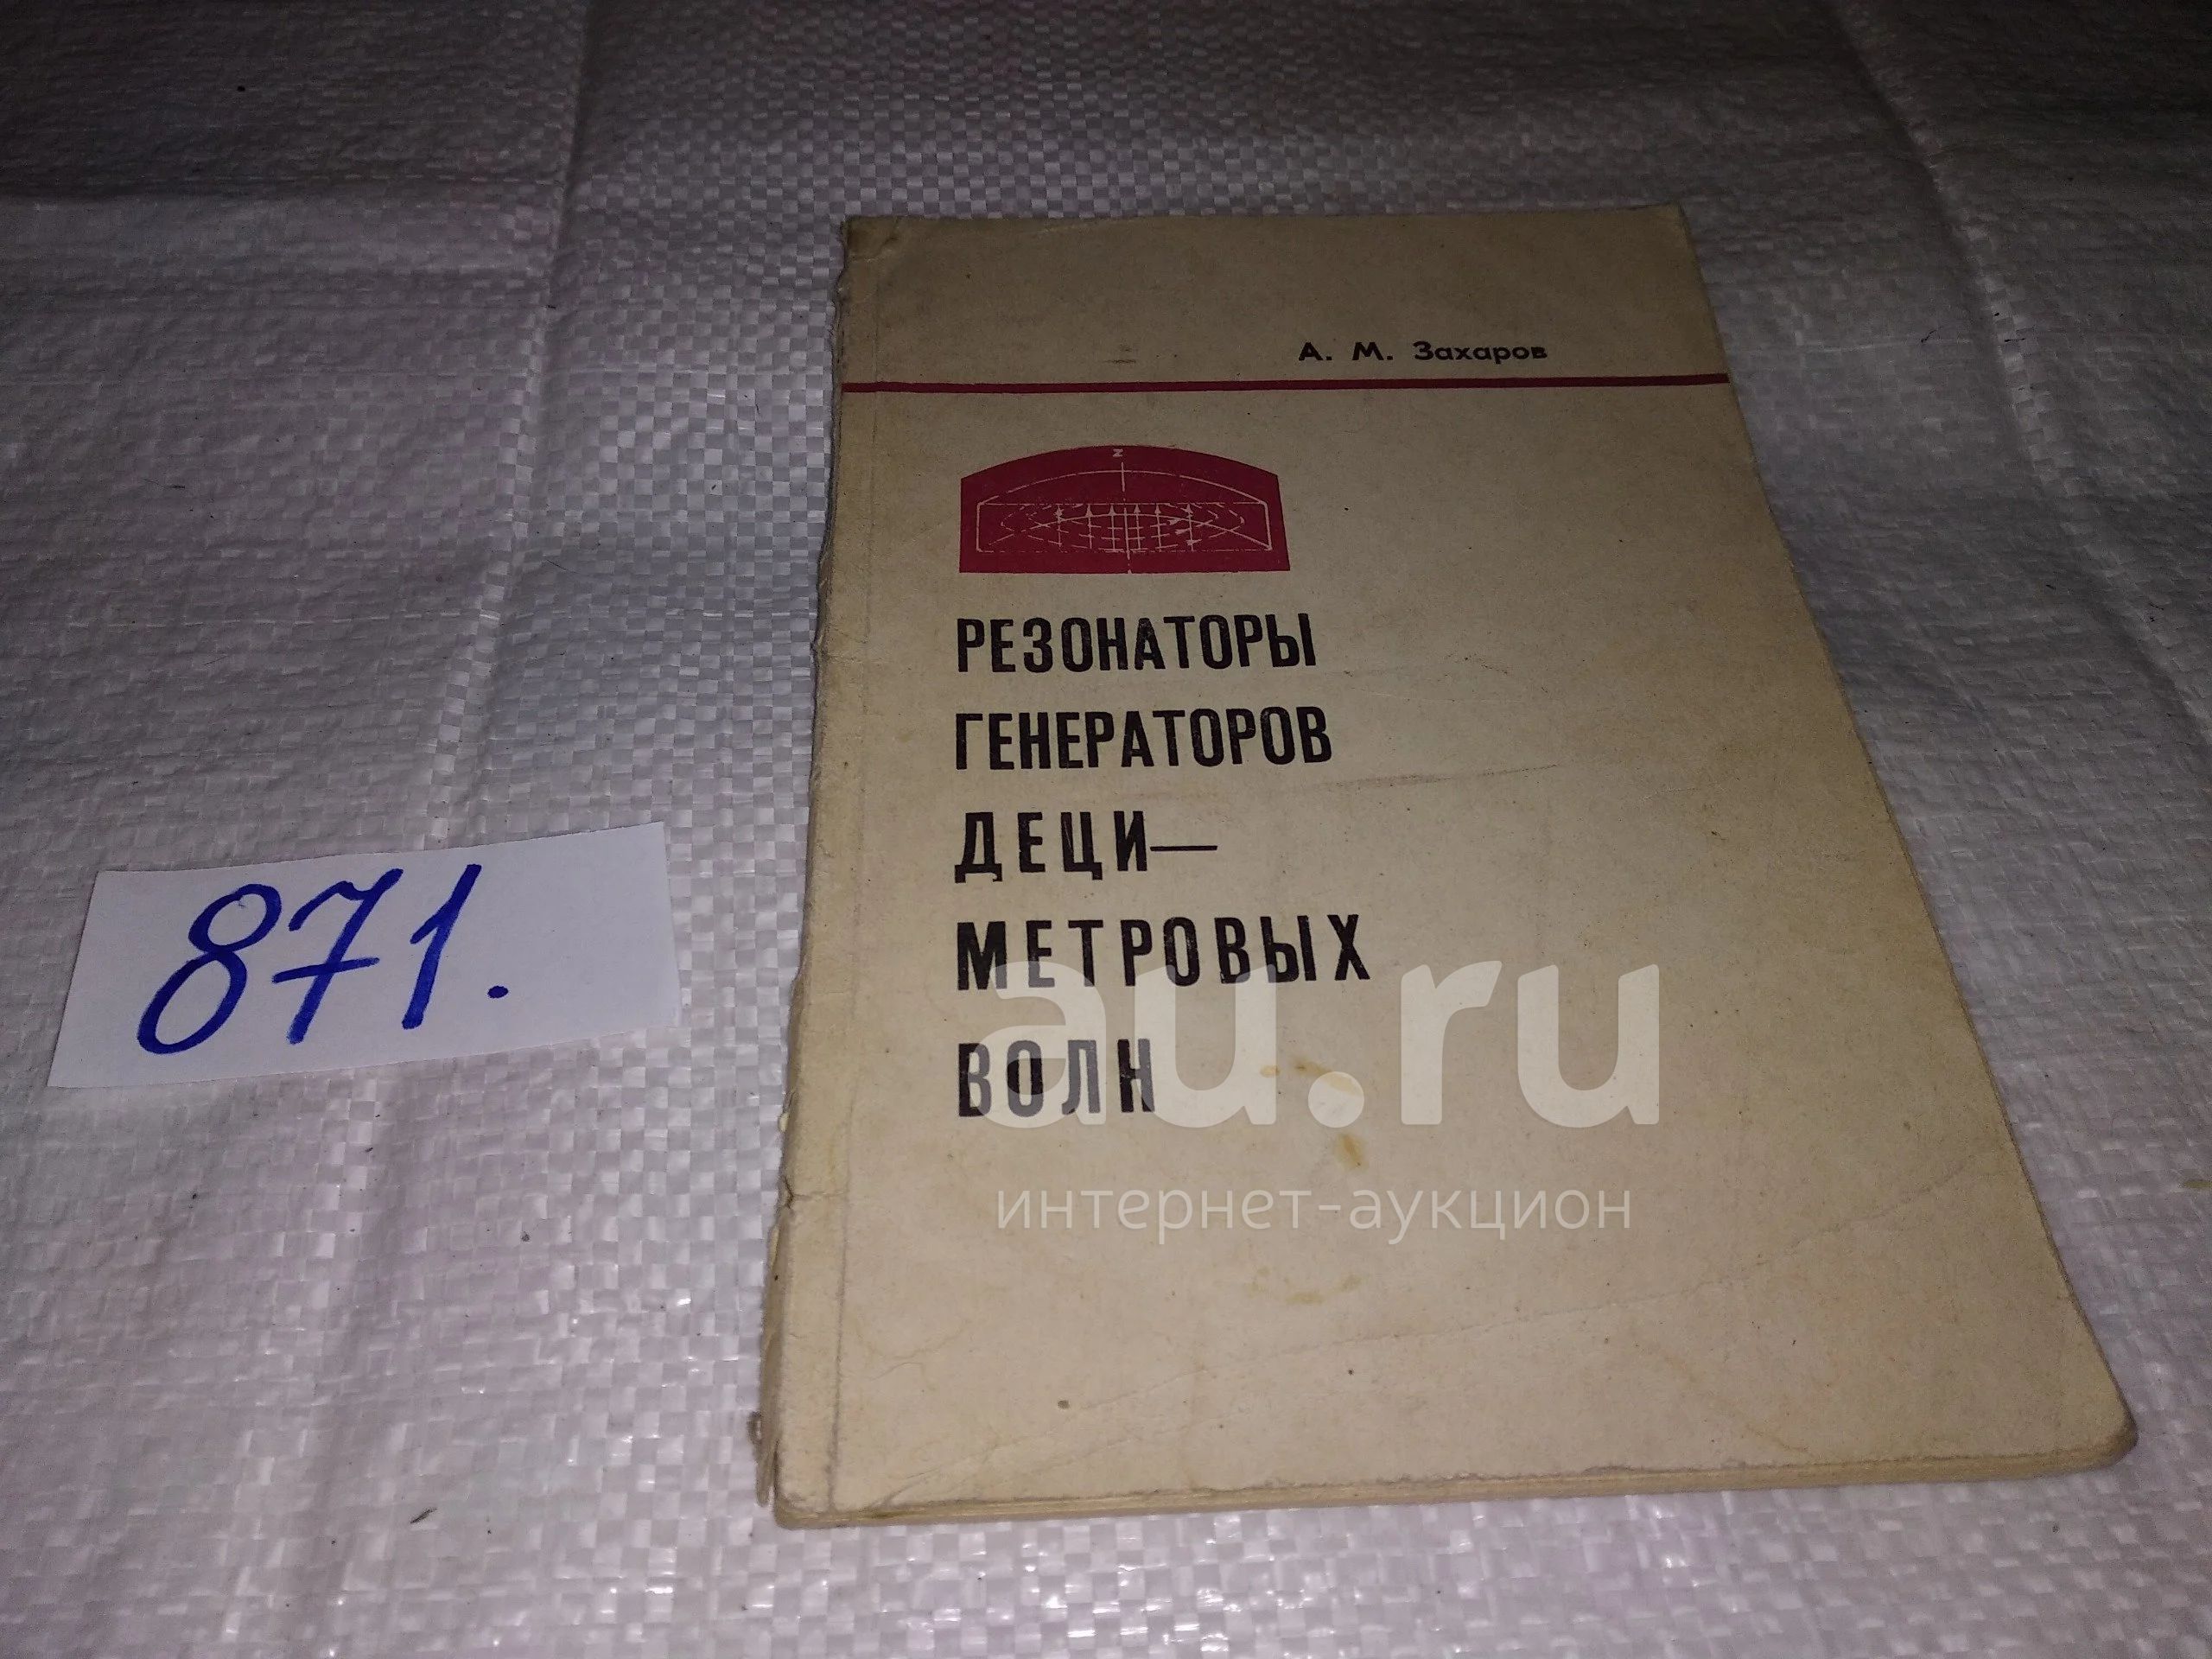 А. М. Захаров
z
РЕЗОНАТОРЫ
ГЕНЕРАТОРОВ
ДЕЦИ—
МЕТРОВЫХ
ВОЛН
871.
au.ru
интернет-аукцион